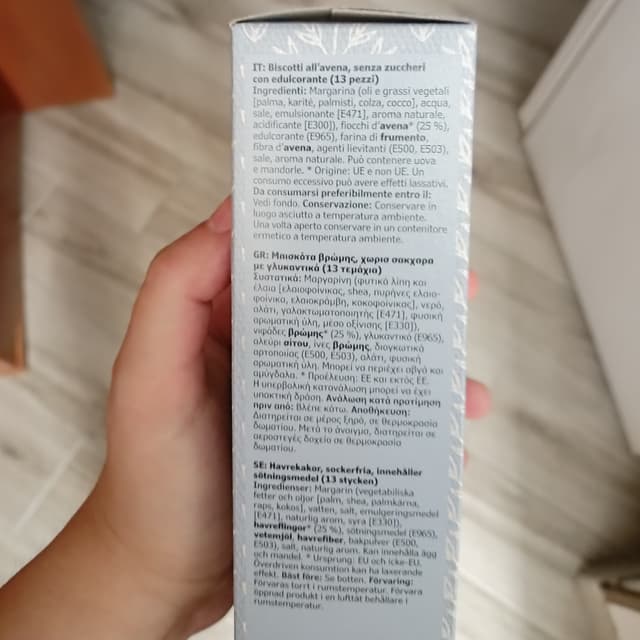 IT: Biscotti all'avena, senza zuccheri
con edulcorante (13 pezzi)
Ingredienti: Margarina (oli e grassi vegetali
[palma, karité, palmisti, colza, cocco], acqua,
sale, emulsionante [E471], aroma naturale,
acidificante [E300]), fiocchi d'avena* (25 %),
edulcorante (E965), farina di frumento,
fibra d'avena, agenti lievitanti (E500, E503),
sale, aroma naturale. Può contenere uova
e mandorle. * Origine: UE e non UE. Un
consumo eccessivo può avere effetti lassativi.
Da consumarsi preferibilmente entro il:
Vedi fondo. Conservazione: Conservare in
luogo asciutto a temperatura ambiente.
Una volta aperto conservare in un contenitore
ermetico a temperatura ambiente.
GR: Μπισκότα βρώμης, χωρίς σάκχαρα
με γλυκαντικά (13 τεμάχια)
Συστατικά: Μαργαρίνη (φυτικά λίπη και
έλαια [ελαιοφοίνικας, shea, πυρήνες ελαιο-
φοίνικα, ελαιοκράμβη, κοκοφοίνικας], νερό,
αλάτι, γαλακτωματοποιητής [E471], φυσική
αρωματική ύλη, μέσο οξίνισης [E330]),
νιφάδες βρώμης* (25 %), γλυκαντικό (E965),
αλεύρι σίτου, ίνες βρώμης, διογκωτικά
αρτοποιίας (E500, E503), αλάτι, φυσική
αρωματική ύλη. Μπορεί να περιέχει αβγό και
αμύγδαλα. * Προέλευση: ΕΕ και εκτός ΕΕ.
Η υπερβολική κατανάλωση μπορεί να έχει
υπακτική δράση. Ανάλωση κατά προτίμηση
πριν από: Βλέπε κάτω. Αποθήκευση:
Διατηρείται σε μέρος ξηρό, σε θερμοκρασία
δωματίου. Μετά το άνοιγμα, διατηρείται σε
αεροστεγές δοχείο σε θερμοκρασία
δωματίου.
SE: Havrekakor, sockerfria, innehåller
sötningsmedel (13 stycken)
Ingredienser: Margarin (vegetabiliska
fetter och oljor [palm, shea, palmkärna,
raps, kokos], vatten, salt, emulgeringsmedel
[E471], naturlig arom, syra [E330]),
havreflingor* (25 %), sötningsmedel (E965),
vetemjöl, havrefiber, bakpulver (E500,
E503), salt, naturlig arom. Kan innehålla ägg
och mandel. * Ursprung: EU och icke-EU.
Överdriven konsumtion kan ha laxerande
effekt. Bäst före: Se botten. Förvaring:
Förvaras torrt i rumstemperatur. Förvara
öppnad produkt i en lufttät behållare i
rumstemperatur.